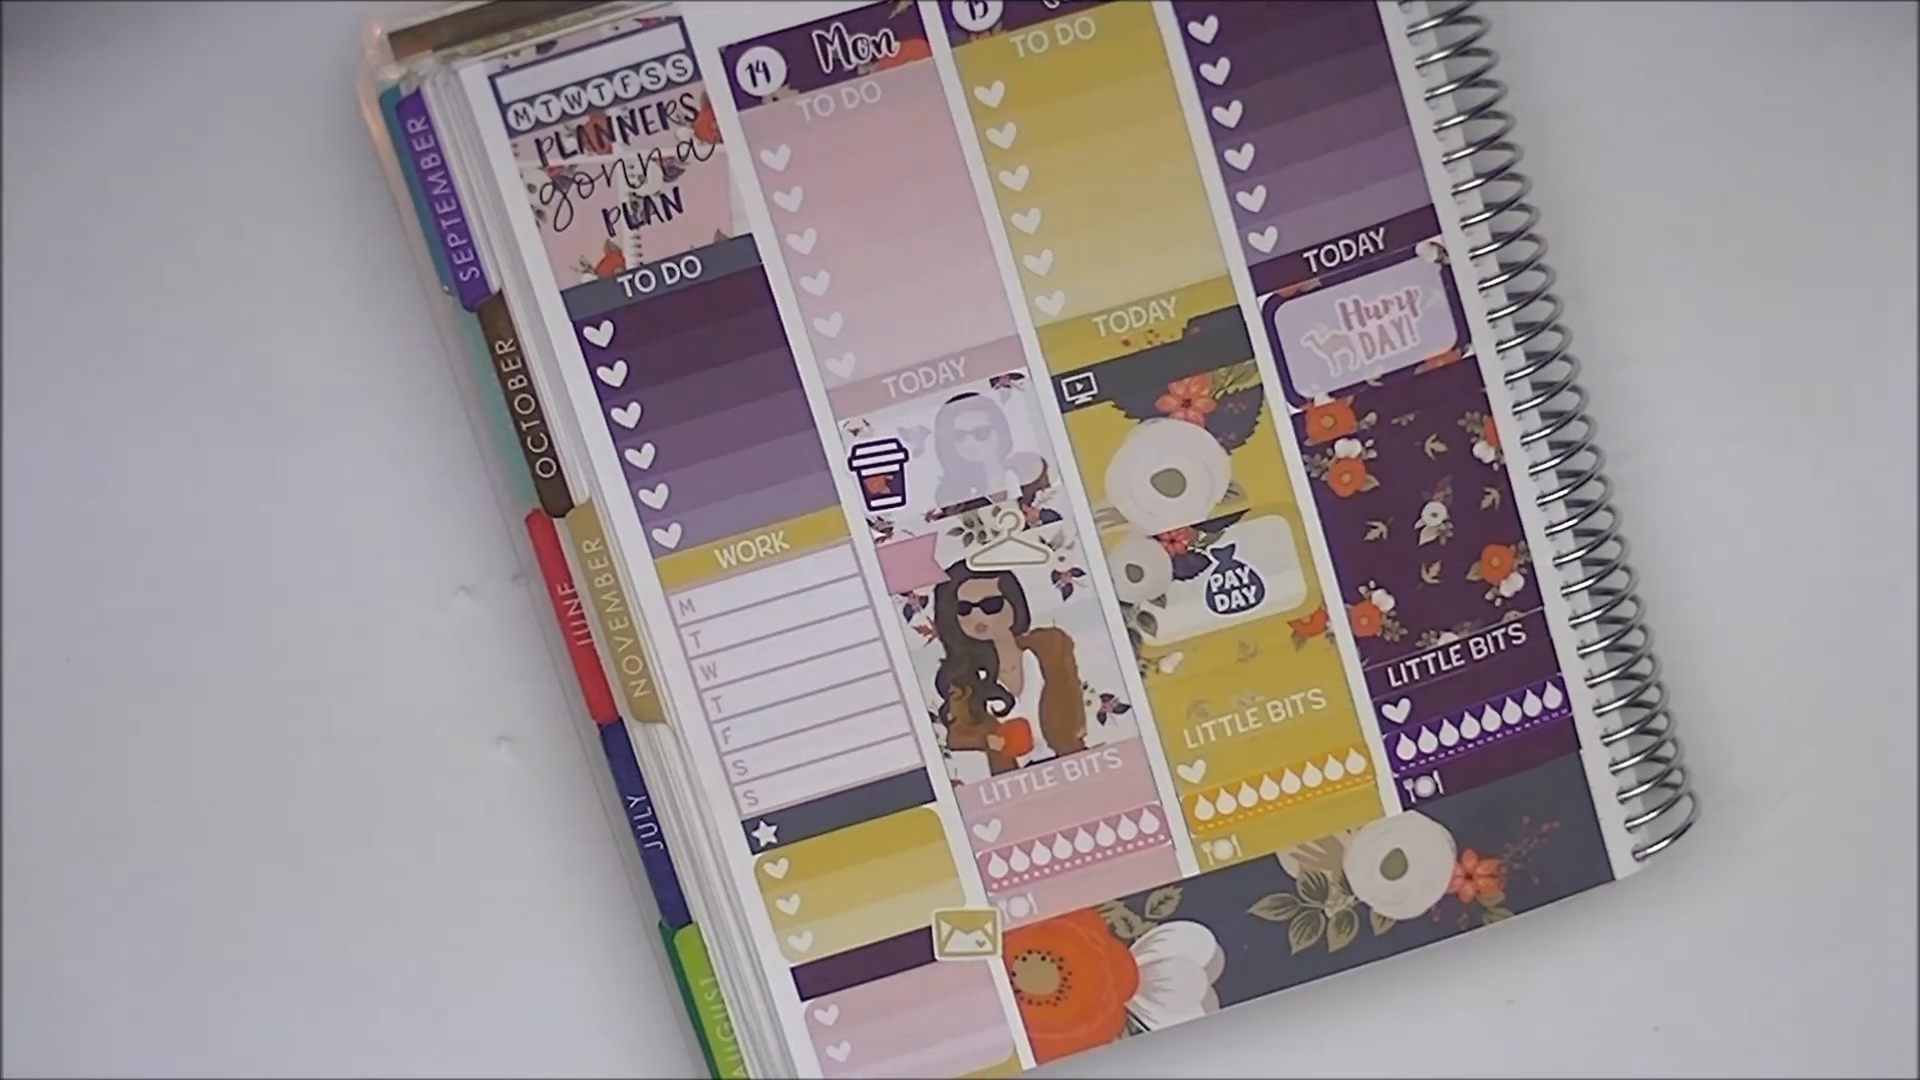 M T W T F S S
PLANNERS
gonna
PLAN
TO DO
WORK
M
T
W
T
F
S
S
14 Mon
TO DO
TODAY
LITTLE BITS
15
TO DO
TODAY
PAY
DAY
LITTLE BITS
TODAY
Hump
DAY!
LITTLE BITS
SEPTEMBER
OCTOBER
NOVEMBER
JUNE
JULY
AUGUST